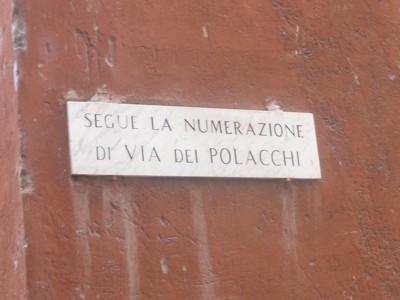 SEGUE LA NUMERAZIONE
DI VIA DEI POLACCHI